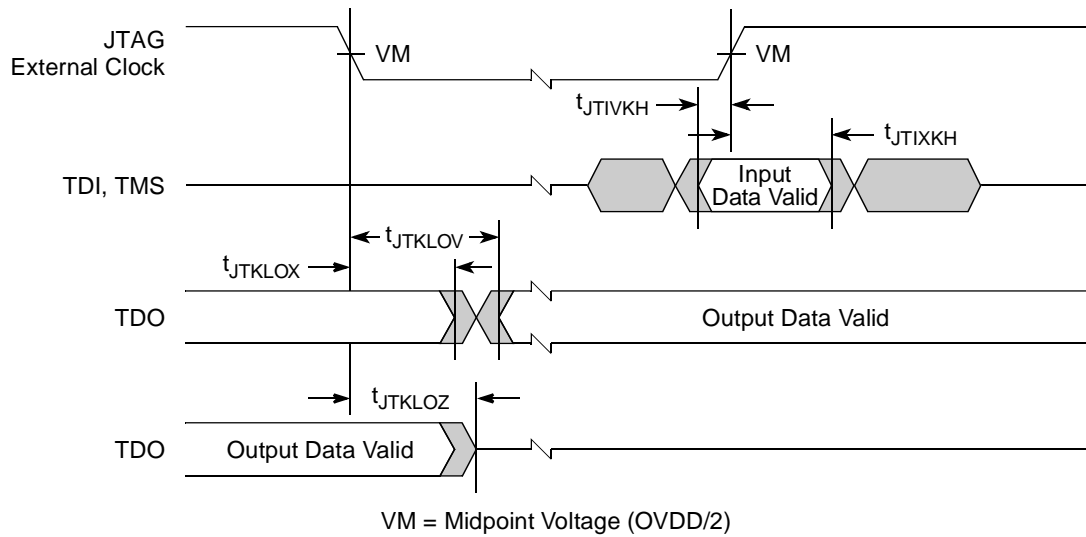 JTAG
External Clock
VM
VM
tJTIVKH
tJTIXKH
TDI, TMS
Input
Data Valid
tJTKLOV
tJTKLOX
TDO
Output Data Valid
tJTKLOZ
TDO
Output Data Valid
VM = Midpoint Voltage (OVDD/2)